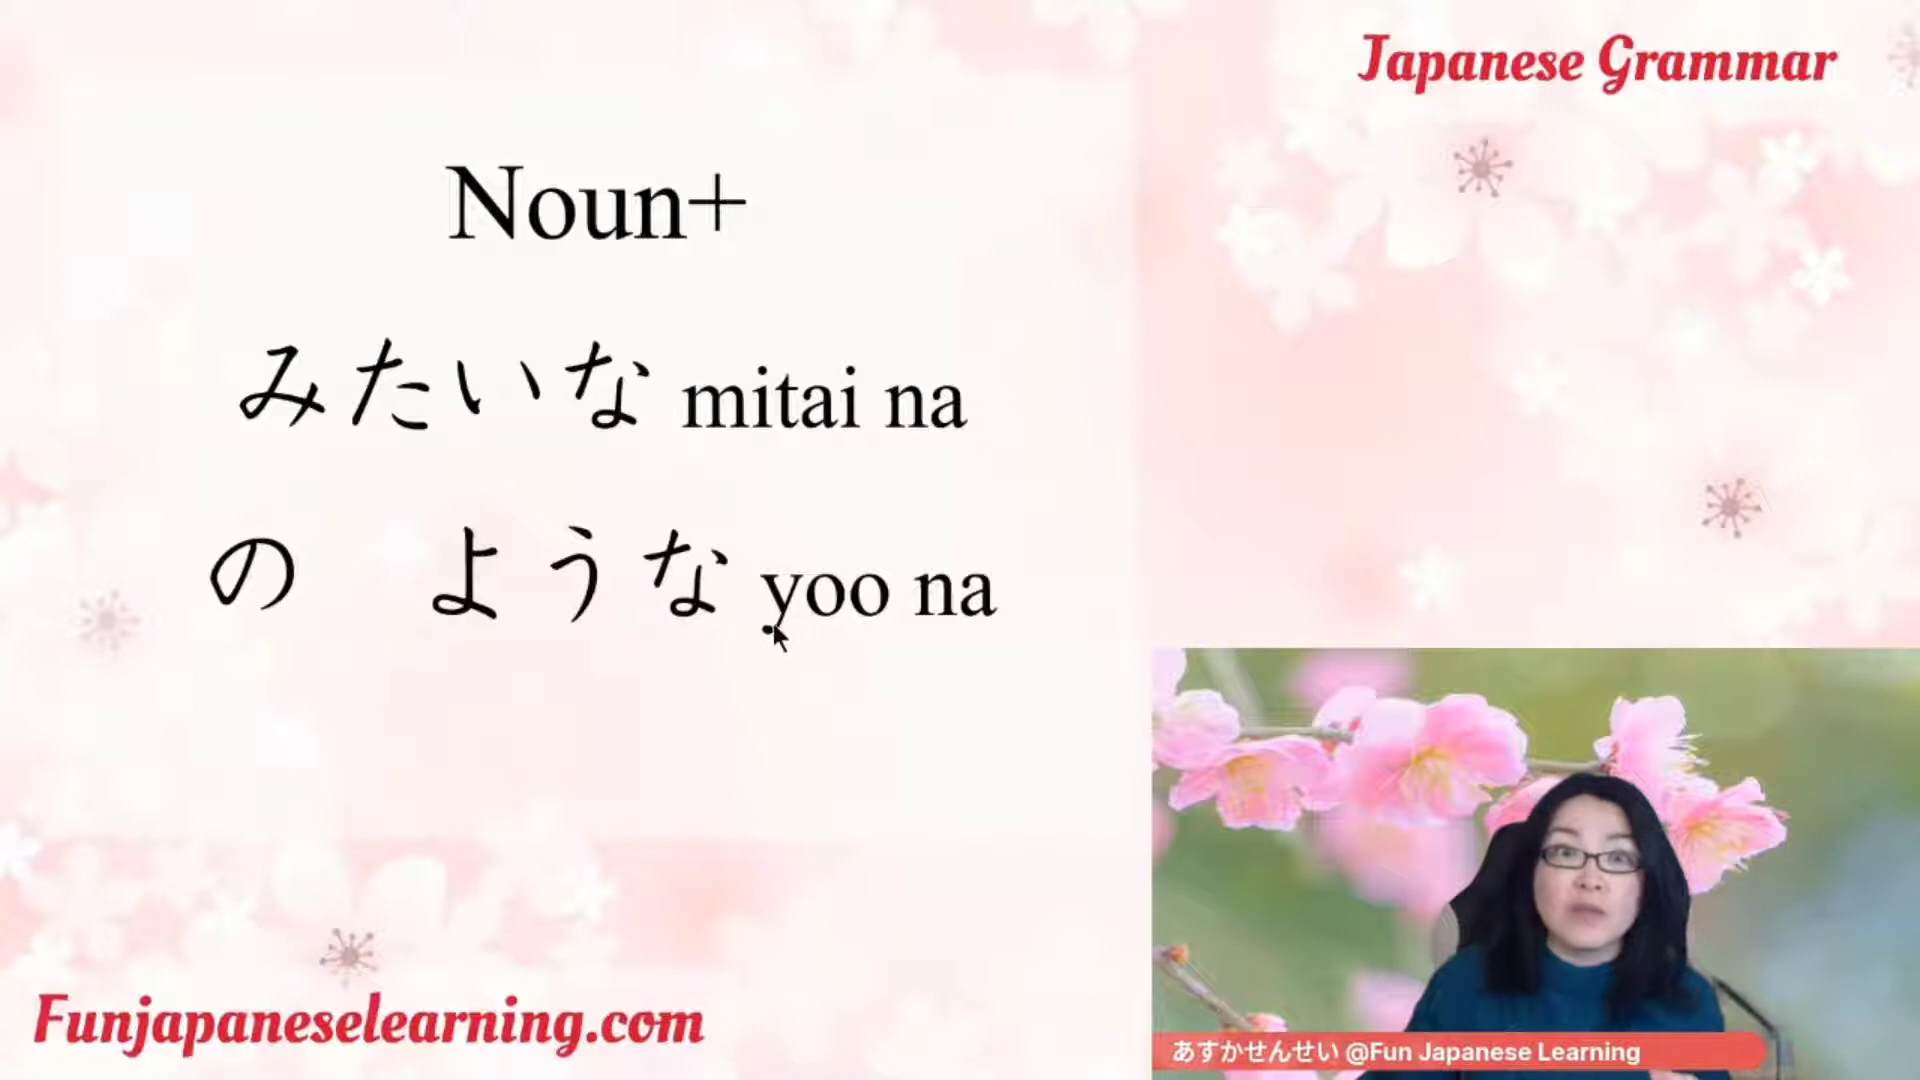 Japanese Grammar
Noun+
みたいな mitai na
の　ような yoo na
Funjapaneselearning.com
あすかせんせい @Fun Japanese Learning